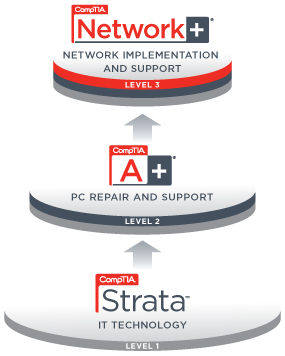 CompTIA.
Network+®
NETWORK IMPLEMENTATION
AND SUPPORT
LEVEL 3
CompTIA.
A+®
PC REPAIR AND SUPPORT
LEVEL 2
CompTIA.
Strata™
IT TECHNOLOGY
LEVEL 1